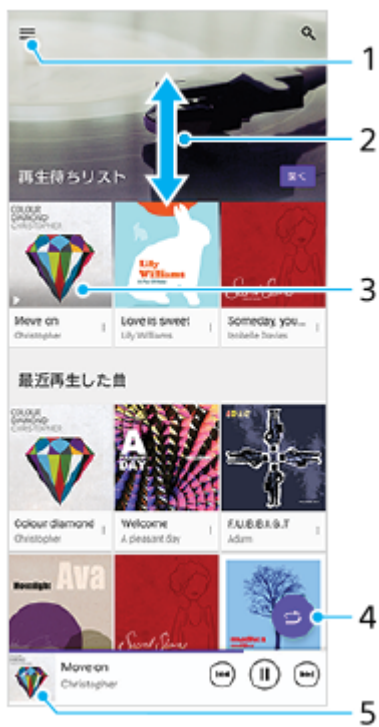 1
2
再生待ちリスト
開く
COLOUR
DIAMOND
CHRISTOPHER
Lily
Williams
3
Move on
Christopher
Love is sweet
Lily Williams
Someday, you...
Isabelle Davies
最近再生した曲
COLOUR
DIAMOND
CHRISTOPHER
A
DAY
Colour diamond
Christopher
Welcome
A pleasant day
F.U.B.B.I.G.T
Adam
Moonlight
Ava
4
Move on
Christopher
5